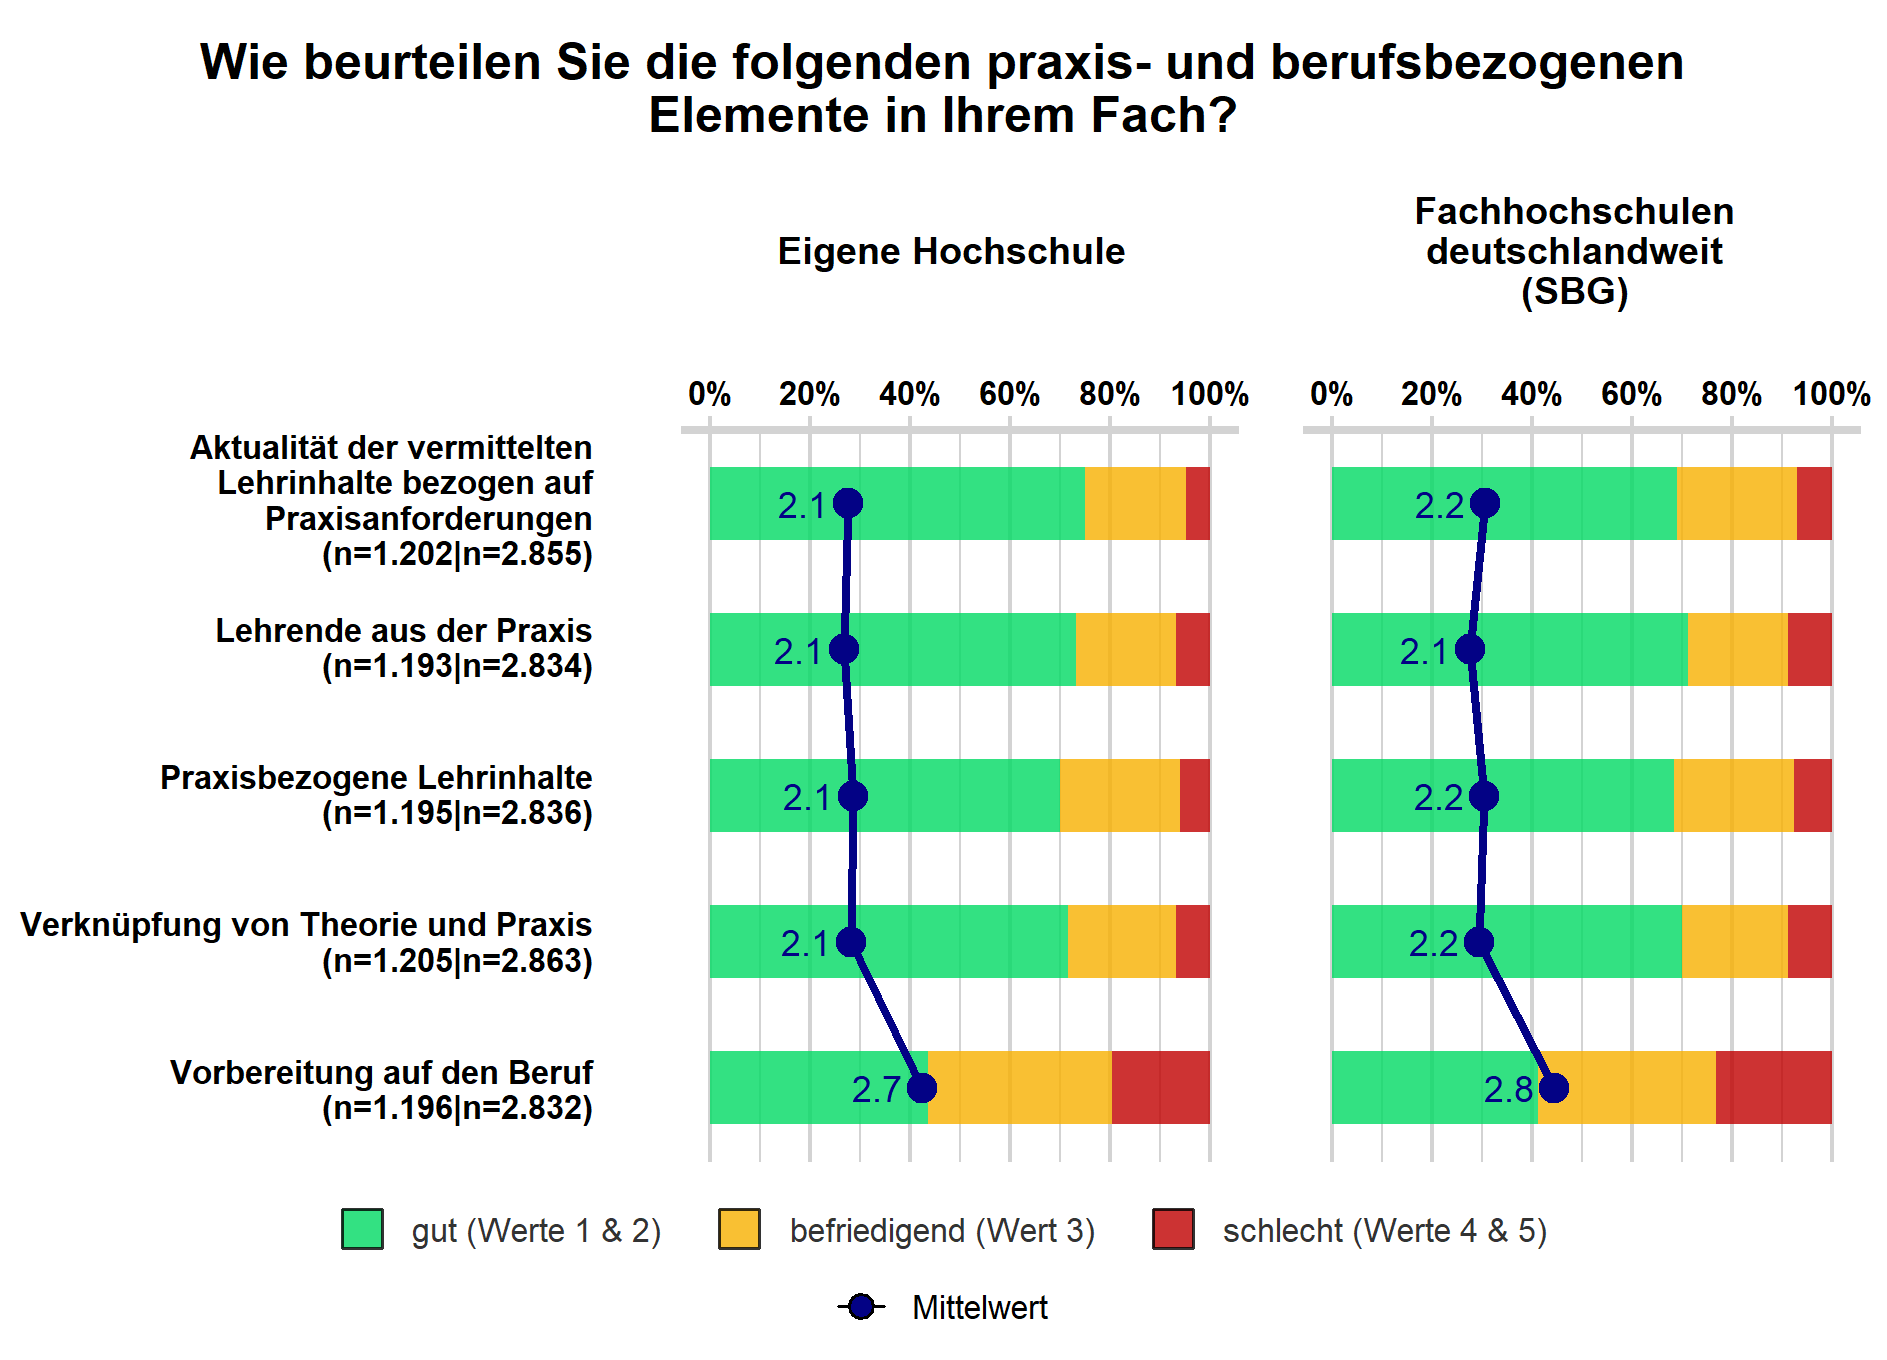 Wie beurteilen Sie die folgenden praxis- und berufsbezogenen
Elemente in Ihrem Fach?
Eigene Hochschule
Fachhochschulen
deutschlandweit
(SBG)
0% 20% 40% 60% 80% 100%
0% 20% 40% 60% 80% 100%
Aktualität der vermittelten
Lehrinhalte bezogen auf
Praxisanforderungen
(n=1.202|n=2.855)
2.1
2.2
Lehrende aus der Praxis
(n=1.193|n=2.834)
2.1
2.1
Praxisbezogene Lehrinhalte
(n=1.195|n=2.836)
2.1
2.2
Verknüpfung von Theorie und Praxis
(n=1.205|n=2.863)
2.1
2.2
Vorbereitung auf den Beruf
(n=1.196|n=2.832)
2.7
2.8
gut (Werte 1 & 2)
befriedigend (Wert 3)
schlecht (Werte 4 & 5)
Mittelwert